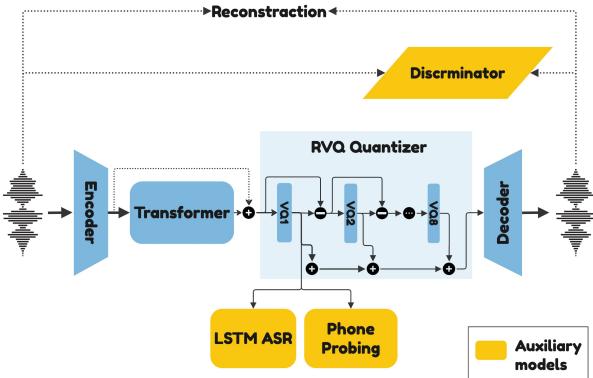 Reconstraction
Discrminator
RVQ Quantizer
Encoder
Transformer
VQ1
VQ2
VQ8
Decoder
LSTM ASR
Phone
Probing
Auxiliary
models